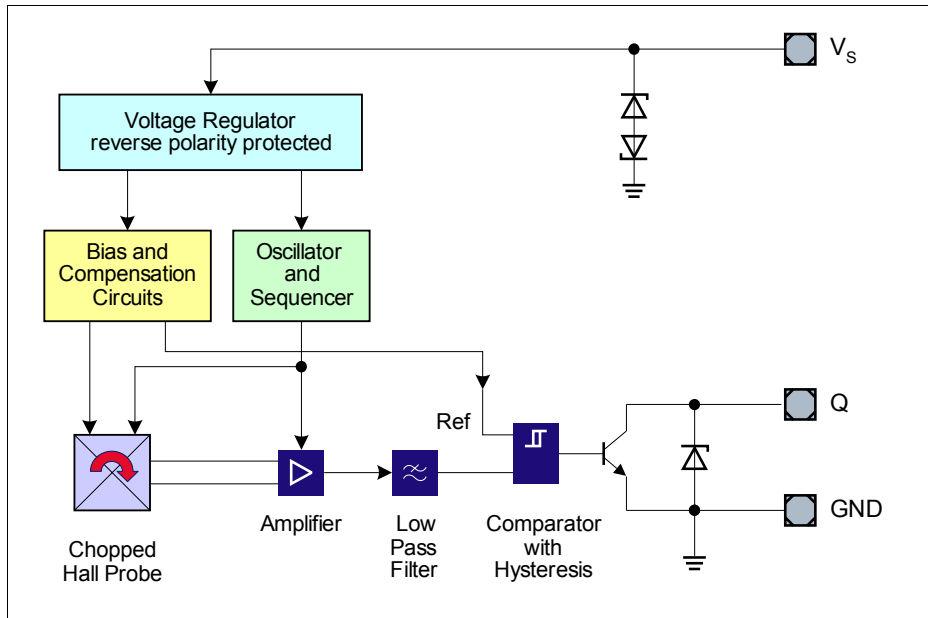 V_S
Voltage Regulator
reverse polarity protected
Bias and
Compensation
Circuits
Oscillator
and
Sequencer
Ref
Q
GND
Amplifier
Low
Pass
Filter
Comparator
with
Hysteresis
Chopped
Hall Probe